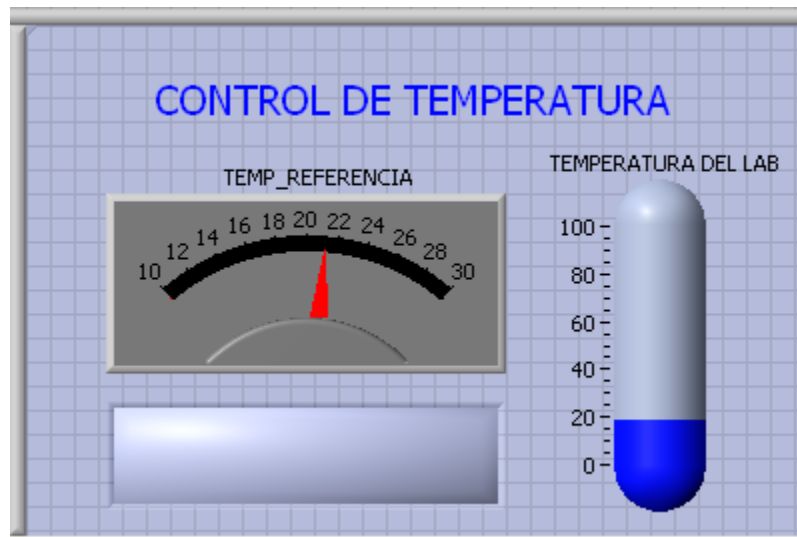 CONTROL DE TEMPERATURA
TEMP_REFERENCIA
10 12 14 16 18 20 22 24 26 28 30
TEMPERATURA DEL LAB
100
80
60
40
20
0